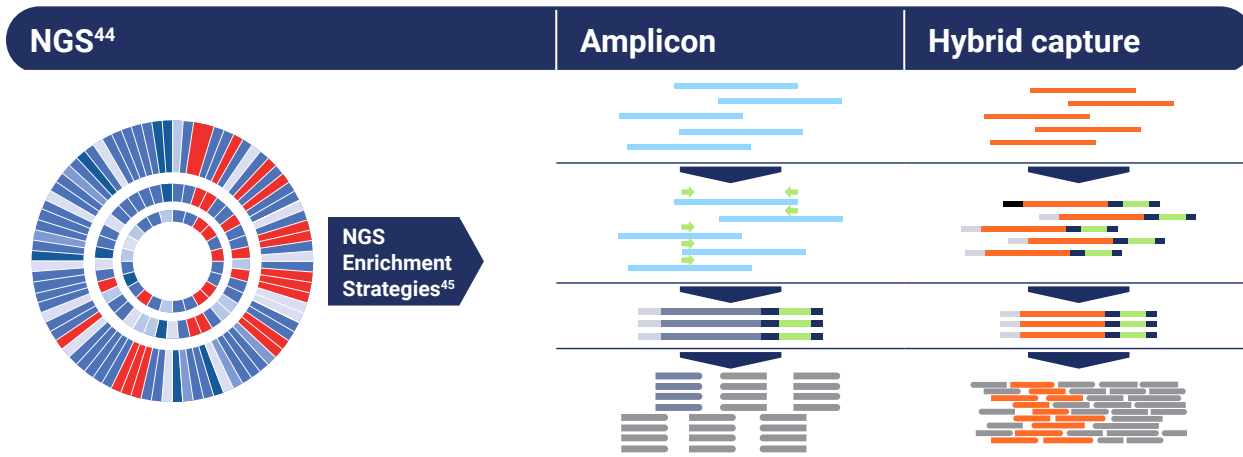 NGS44
Amplicon
Hybrid capture
NGS
Enrichment
Strategies45